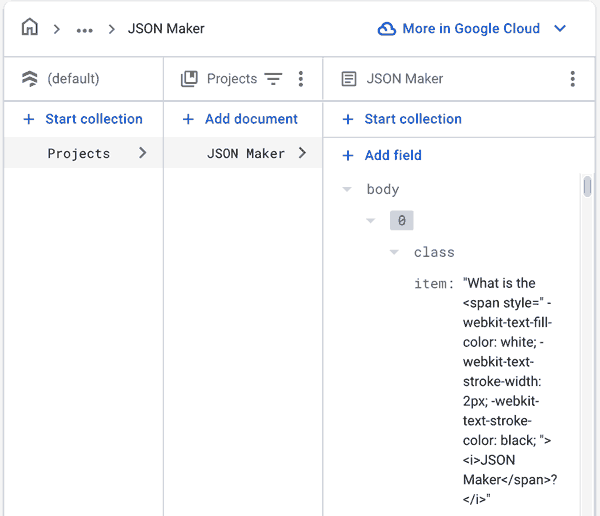 ... JSON Maker More in Google Cloud
(default) Projects JSON Maker
+ Start collection + Add document + Start collection
Projects JSON Maker + Add field
body
0
class
item: "What is the
<span style=" -
webkit-text-fill-
color: white; -
webkit-text-
stroke-width:
2px; -webkit-
text-stroke-
color: black; ">
<i>JSON
Maker</span>?
</i>"